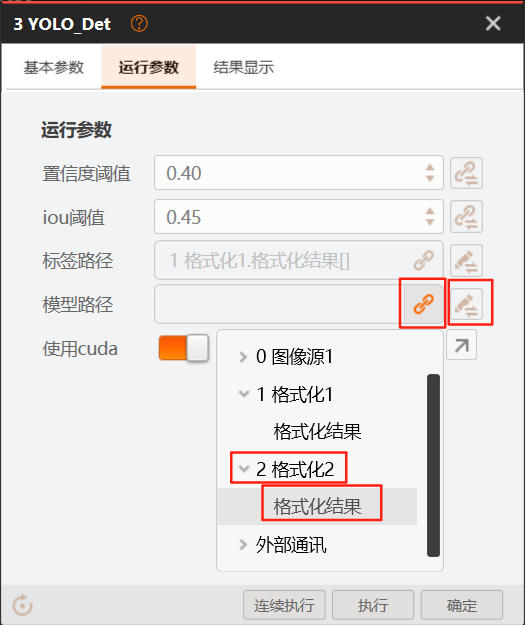 3 YOLO_Det
基本参数 运行参数 结果显示
运行参数
置信度阈值 0.40
iou阈值 0.45
标签路径 1 格式化1.格式化结果[]
模型路径
使用cuda
0 图像源1
1 格式化1
格式化结果
2 格式化2
格式化结果
外部通讯
连续执行 执行 确定